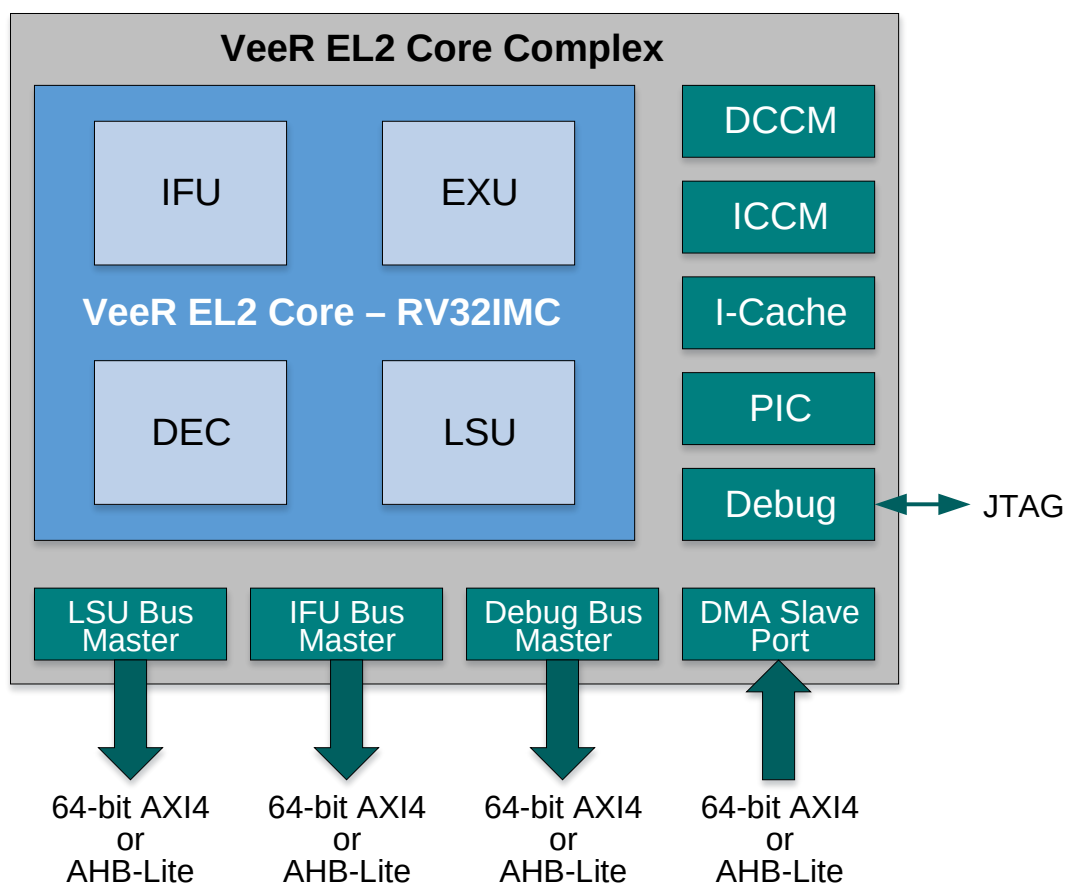 VeeR EL2 Core Complex
IFU
EXU
VeeR EL2 Core – RV32IMC
DEC
LSU
DCCM
ICCM
I-Cache
PIC
Debug
JTAG
LSU Bus
Master
IFU Bus
Master
Debug Bus
Master
DMA Slave
Port
64-bit AXI4
or
AHB-Lite
64-bit AXI4
or
AHB-Lite
64-bit AXI4
or
AHB-Lite
64-bit AXI4
or
AHB-Lite